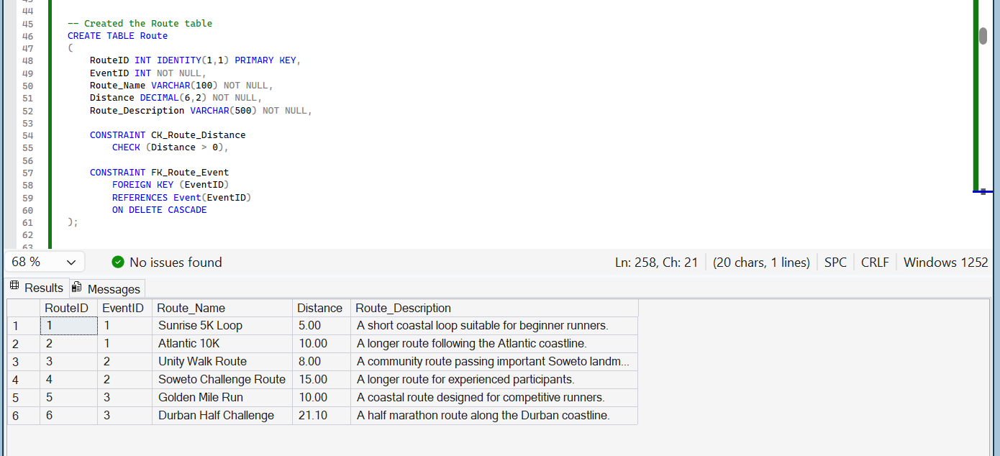 44
45 -- Created the Route table
46 CREATE TABLE Route
47 (
48 RouteID INT IDENTITY(1,1) PRIMARY KEY,
49 EventID INT NOT NULL,
50 Route_Name VARCHAR(100) NOT NULL,
51 Distance DECIMAL(6,2) NOT NULL,
52 Route_Description VARCHAR(500) NOT NULL,
53
54 CONSTRAINT CK_Route_Distance
55 CHECK (Distance > 0),
56
57 CONSTRAINT FK_Route_Event
58 FOREIGN KEY (EventID)
59 REFERENCES Event(EventID)
60 ON DELETE CASCADE
61 );
62
63
68 % No issues found Ln: 258, Ch: 21 (20 chars, 1 lines) SPC CRLF Windows 1252
Results Messages
RouteID EventID Route_Name Distance Route_Description
1 1 1 Sunrise 5K Loop 5.00 A short coastal loop suitable for beginner runners.
2 2 1 Atlantic 10K 10.00 A longer route following the Atlantic coastline.
3 3 2 Unity Walk Route 8.00 A community route passing important Soweto landm...
4 4 2 Soweto Challenge Route 15.00 A longer route for experienced participants.
5 5 3 Golden Mile Run 10.00 A coastal route designed for competitive runners.
6 6 3 Durban Half Challenge 21.10 A half marathon route along the Durban coastline.